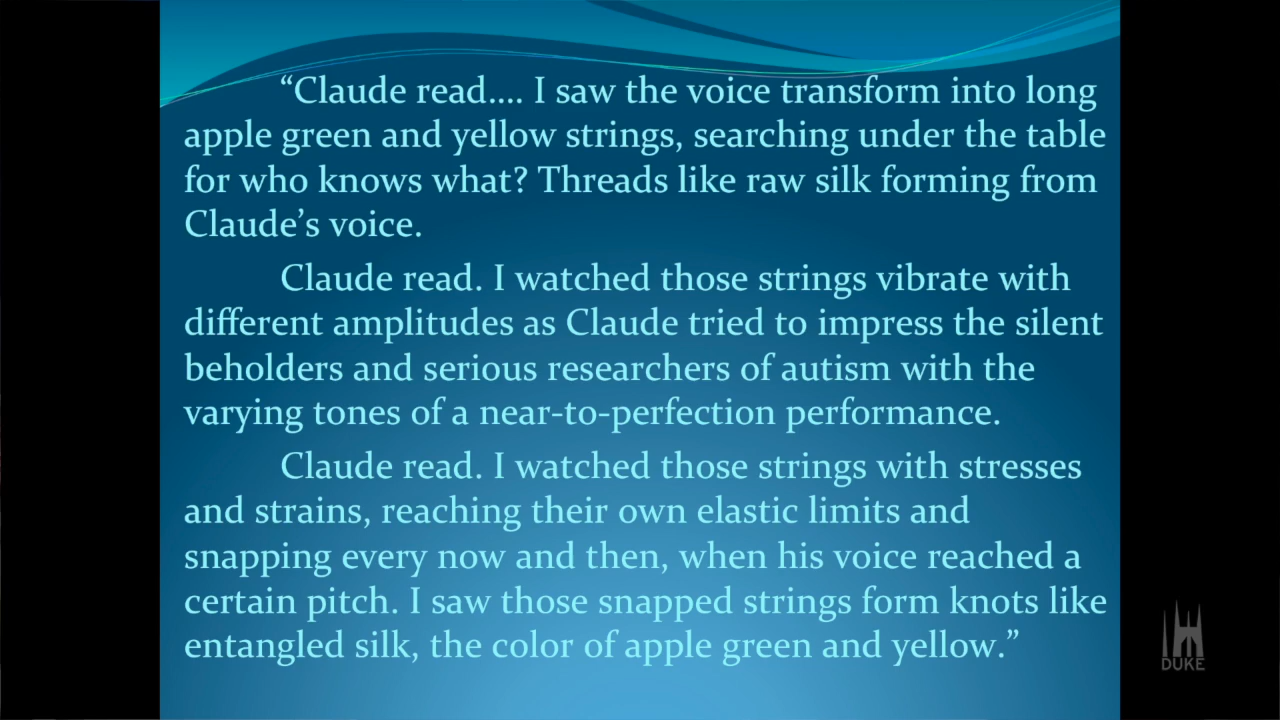 “Claude read.... I saw the voice transform into long
apple green and yellow strings, searching under the table
for who knows what? Threads like raw silk forming from
Claude’s voice.
Claude read. I watched those strings vibrate with
different amplitudes as Claude tried to impress the silent
beholders and serious researchers of autism with the
varying tones of a near-to-perfection performance.
Claude read. I watched those strings with stresses
and strains, reaching their own elastic limits and
snapping every now and then, when his voice reached a
certain pitch. I saw those snapped strings form knots like
entangled silk, the color of apple green and yellow.”
DUKE